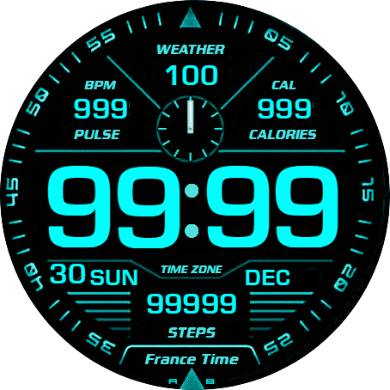 WEATHER
100
BPM
999
PULSE
CAL
999
CALORIES
99:99
TIME ZONE
30 SUN
DEC
99999
STEPS
France Time
A B
55
05
50
10
45
15
40
20
35
25